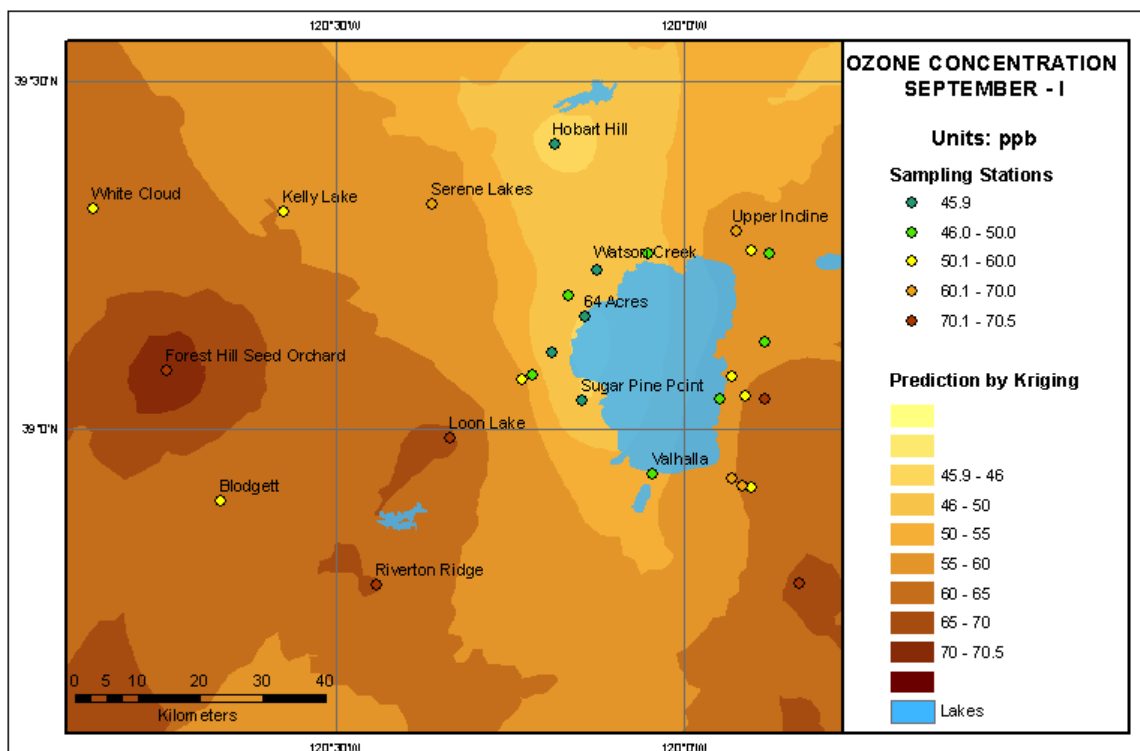 120°30'W
120°0'W
39°30'N
Hobart Hill
White Cloud
Kelly Lake
Serene Lakes
Upper Incline
Watson Creek
64 Acres
Forest Hill Seed Orchard
Sugar Pine Point
39°0'N
Loon Lake
Valhalla
Blodgett
Riverton Ridge
0 5 10 20 30 40
Kilometers
120°30'W
120°0'W
OZONE CONCENTRATION
SEPTEMBER - I
Units: ppb
Sampling Stations
45.9
46.0 - 50.0
50.1 - 60.0
60.1 - 70.0
70.1 - 70.5
Prediction by Kriging
45.9 - 46
46 - 50
50 - 55
55 - 60
60 - 65
65 - 70
70 - 70.5
Lakes